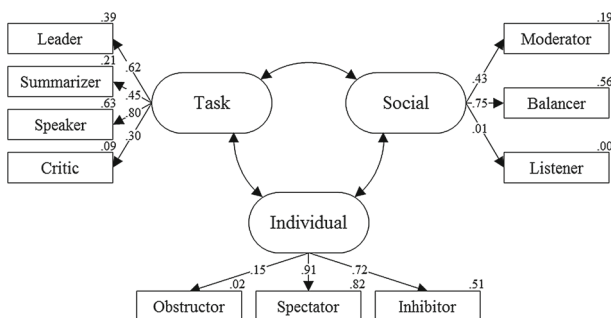 .39
Leader
.62
.21
Summarizer
.45
.63
Speaker
.80
.09
Critic
.30
Task
Social
.19
Moderator
.43
.56
Balancer
.75
.00
Listener
.01
Individual
.15
.91
.72
.02
.82
.51
Obstructor
Spectator
Inhibitor